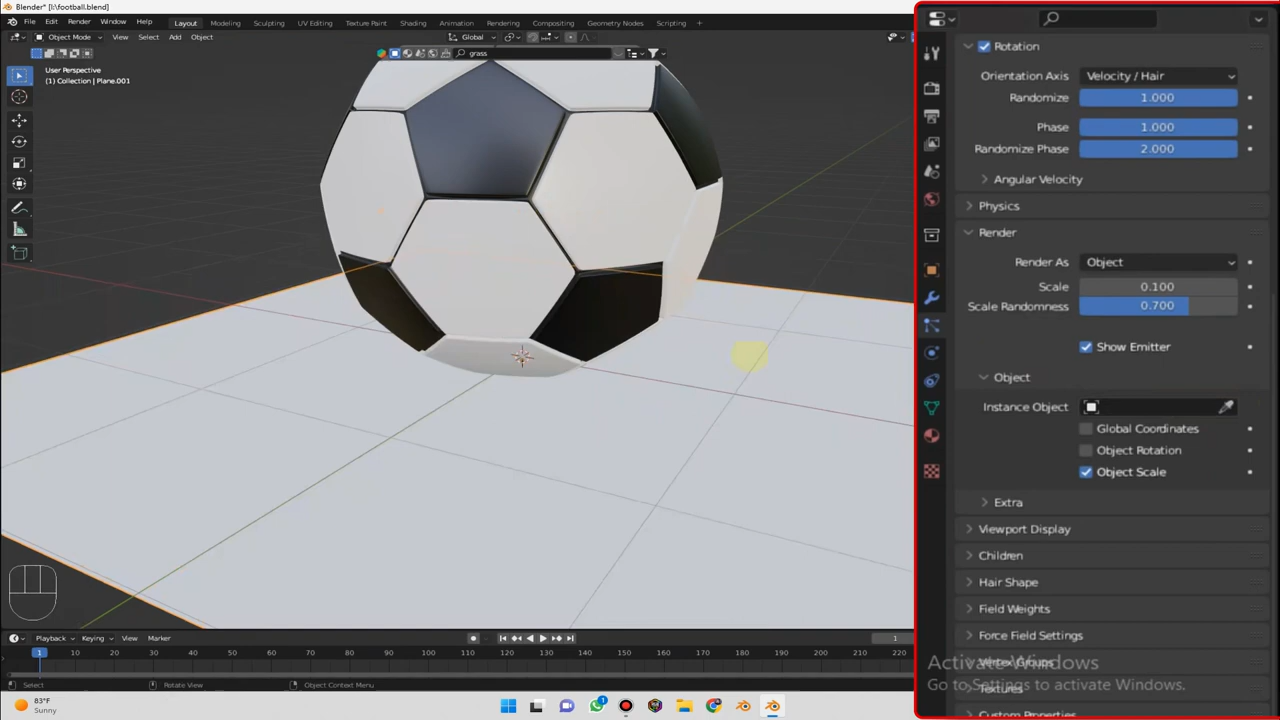 Blender* [I:\football.blend]
File Edit Render Window Help Layout Modeling Sculpting UV Editing Texture Paint Shading Animation Rendering Compositing Geometry Nodes Scripting +
Object Mode View Select Add Object Global
grass
User Perspective
(1) Collection | Plane.001
Rotation
Orientation Axis Velocity / Hair
Randomize 1.000
Phase 1.000
Randomize Phase 2.000
Angular Velocity
Physics
Render
Render As Object
Scale 0.100
Scale Randomness 0.700
Show Emitter
Object
Instance Object
Global Coordinates
Object Rotation
Object Scale
Extra
Viewport Display
Children
Hair Shape
Field Weights
Force Field Settings
Vertex Groups
Textures
Custom Properties
Activate Windows
Go to Settings to activate Windows.
Playback Keying View Marker 1
1 10 20 30 40 50 60 70 80 90 100 110 120 130 140 150 160 170 180 190 200 210 220
Select Rotate View Object Context Menu
83°F
Sunny
1